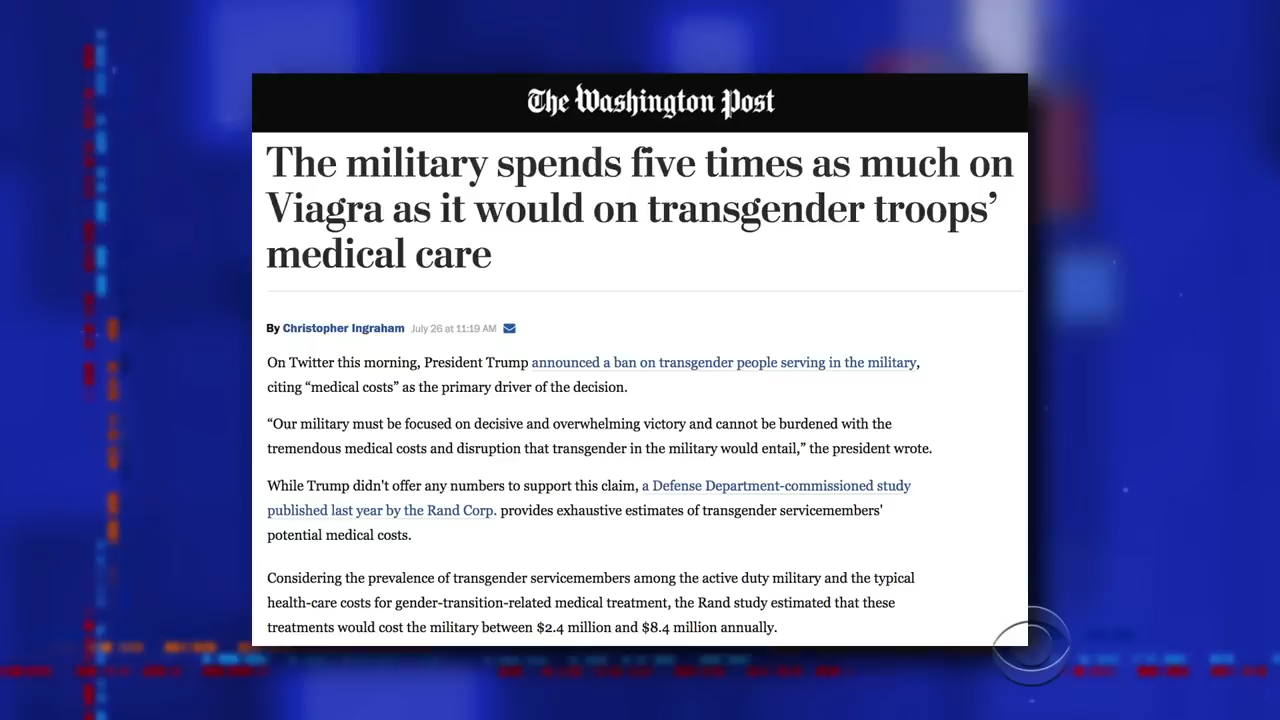 The Washington Post
The military spends five times as much on
Viagra as it would on transgender troops’
medical care
By Christopher Ingraham July 26 at 11:19 AM
On Twitter this morning, President Trump announced a ban on transgender people serving in the military,
citing “medical costs” as the primary driver of the decision.
“Our military must be focused on decisive and overwhelming victory and cannot be burdened with the
tremendous medical costs and disruption that transgender in the military would entail,” the president wrote.
While Trump didn't offer any numbers to support this claim, a Defense Department-commissioned study
published last year by the Rand Corp. provides exhaustive estimates of transgender servicemembers'
potential medical costs.
Considering the prevalence of transgender servicemembers among the active duty military and the typical
health-care costs for gender-transition-related medical treatment, the Rand study estimated that these
treatments would cost the military between $2.4 million and $8.4 million annually.